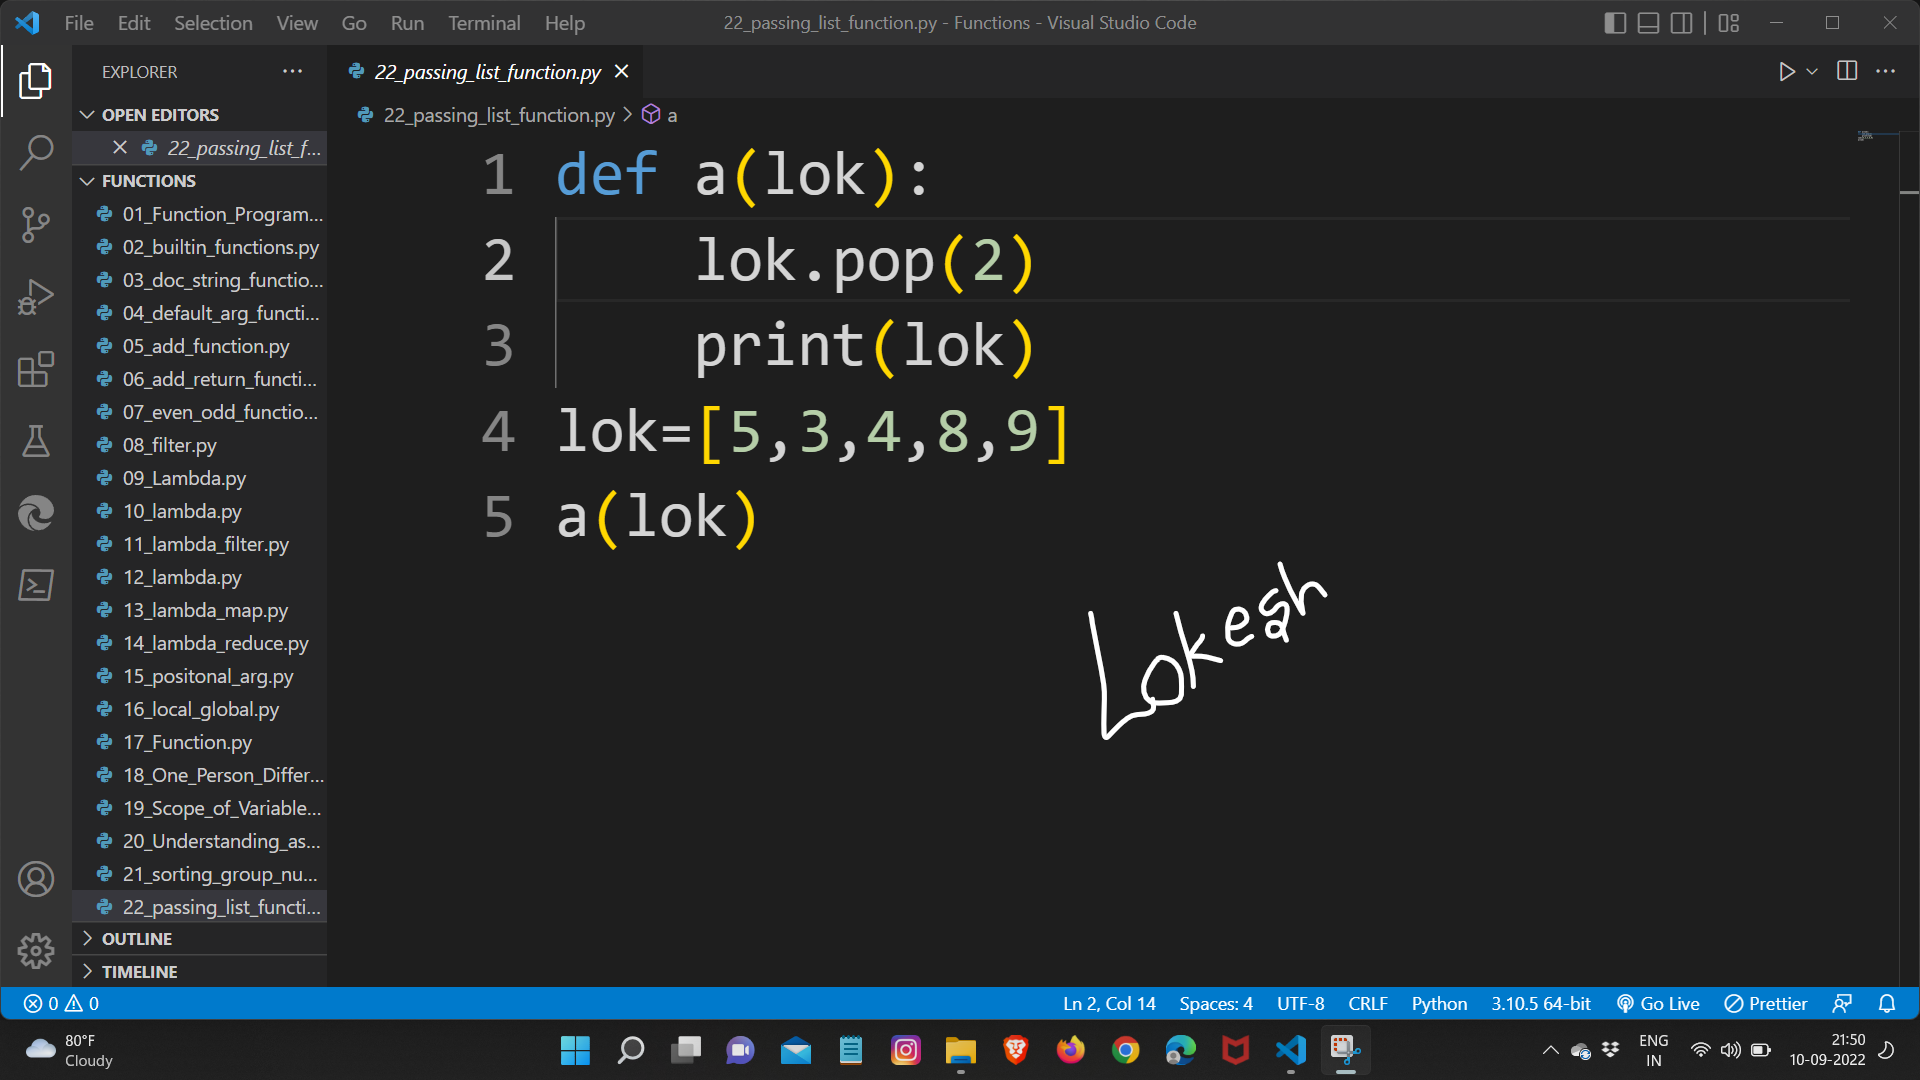 File Edit Selection View Go Run Terminal Help 22_passing_list_function.py - Functions - Visual Studio Code
EXPLORER
22_passing_list_function.py
OPEN EDITORS
22_passing_list_function.py > a
22_passing_list_f...
FUNCTIONS
01_Function_Program...
02_builtin_functions.py
03_doc_string_functio...
04_default_arg_functi...
05_add_function.py
06_add_return_functi...
07_even_odd_functio...
08_filter.py
09_Lambda.py
10_lambda.py
11_lambda_filter.py
12_lambda.py
13_lambda_map.py
14_lambda_reduce.py
15_positonal_arg.py
16_local_global.py
17_Function.py
18_One_Person_Differ...
19_Scope_of_Variable...
20_Understanding_as...
21_sorting_group_nu...
22_passing_list_functi...
OUTLINE
TIMELINE
1 def a(lok):
2 lok.pop(2)
3 print(lok)
4 lok=[5,3,4,8,9]
5 a(lok)
Lokesh
0 0 Ln 2, Col 14 Spaces: 4 UTF-8 CRLF Python 3.10.5 64-bit Go Live Prettier
80°F
Cloudy
ENG
IN
21:50
10-09-2022